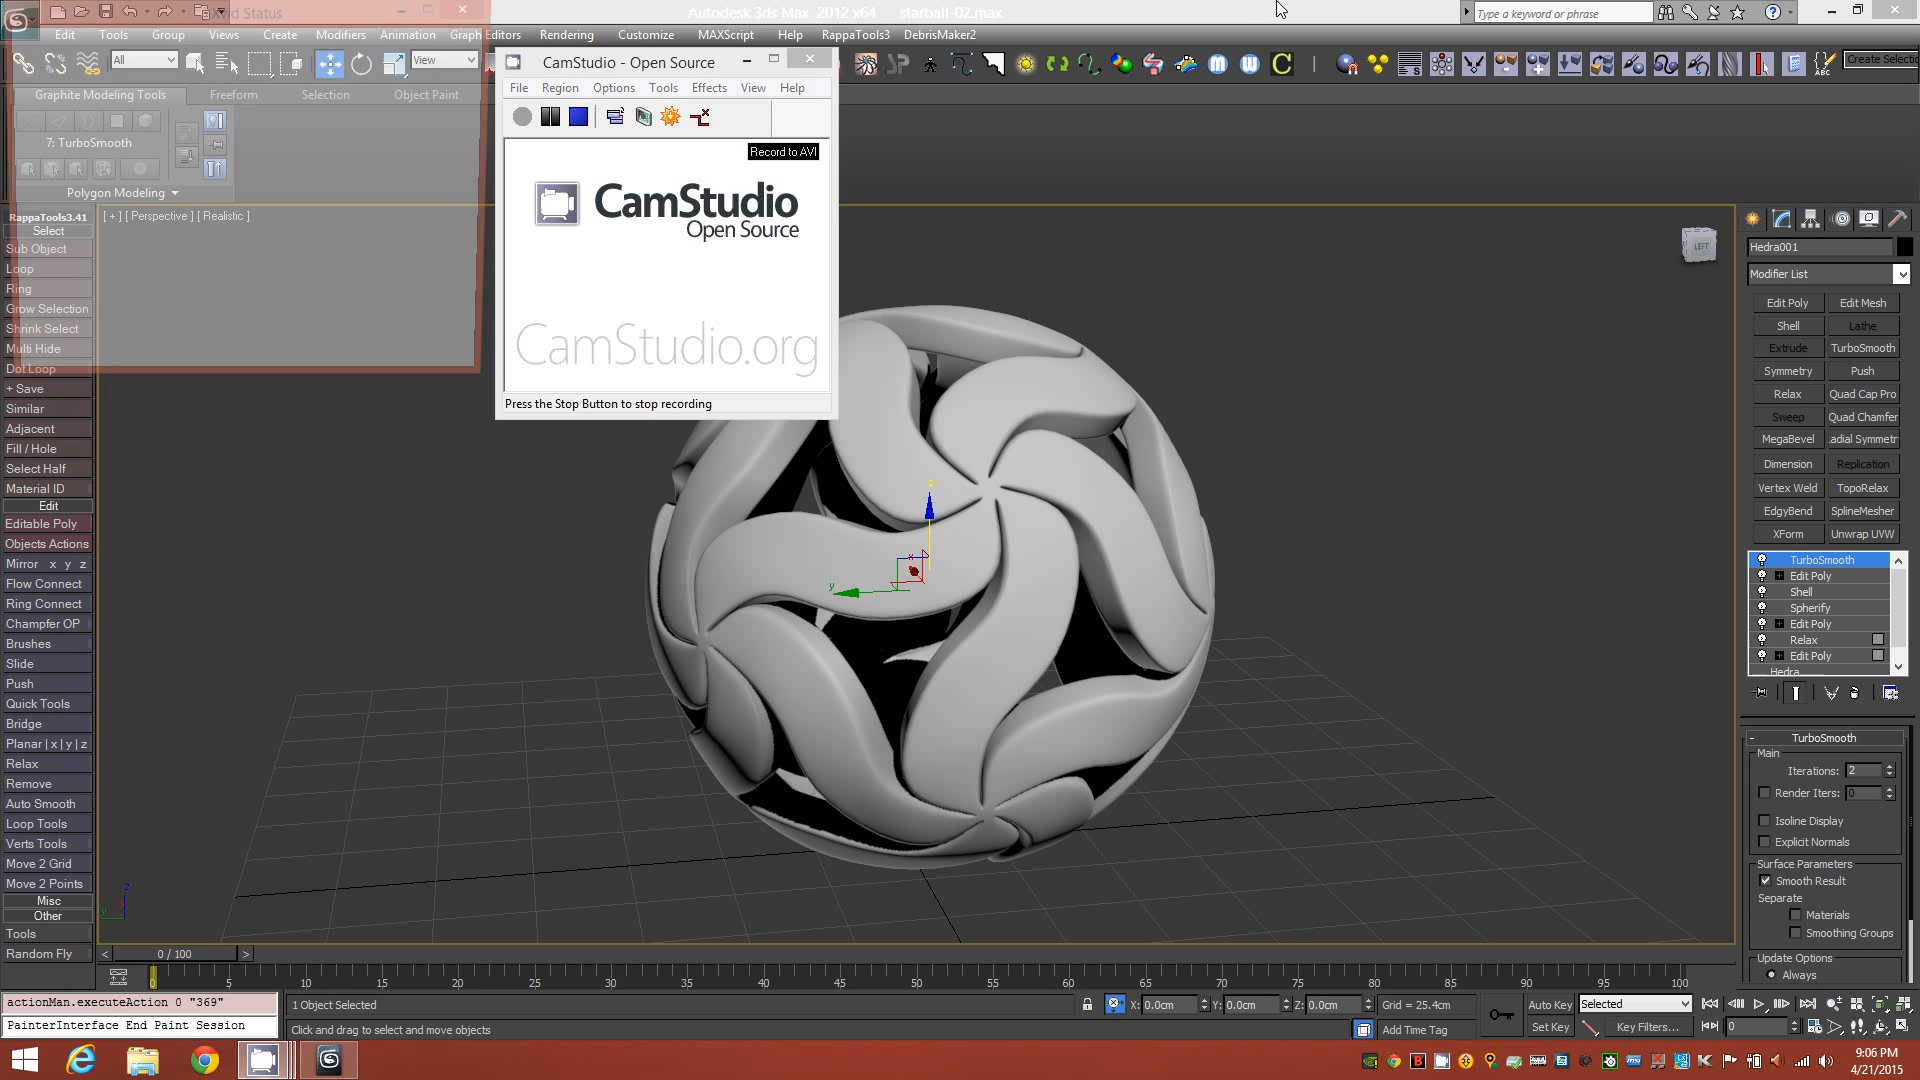 Xvid Status
Autodesk 3ds Max 2012 x64 starball-02.max
Type a keyword or phrase
Edit Tools Group Views Create Modifiers Animation Graph Editors Rendering Customize MAXScript Help RappaTools3 DebrisMaker2
All
View
Create Selectio
Graphite Modeling Tools Freeform Selection Object Paint
7: TurboSmooth
Polygon Modeling
CamStudio - Open Source
File Region Options Tools Effects View Help
Record to AVI
CamStudio
Open Source
CamStudio.org
Press the Stop Button to stop recording
[ + ] [ Perspective ] [ Realistic ]
LEFT
RappaTools3.41
Select
Sub Object
Loop
Ring
Grow Selection
Shrink Select
Multi Hide
Dot Loop
+ Save
Similar
Adjacent
Fill / Hole
Select Half
Material ID
Edit
Editable Poly
Objects Actions
Mirror x y z
Flow Connect
Ring Connect
Champfer OP
Brushes
Slide
Push
Quick Tools
Bridge
Planar | x | y | z
Relax
Remove
Auto Smooth
Loop Tools
Verts Tools
Move 2 Grid
Move 2 Points
Misc
Other
Tools
Random Fly
z
y
x
z
y
Hedra001
Modifier List
Edit Poly Edit Mesh
Shell Lathe
Extrude TurboSmooth
Symmetry Push
Relax Quad Cap Pro
Sweep Quad Chamfer
MegaBevel adial Symmetr
Dimension Replication
Vertex Weld TopoRelax
EdgyBend SplineMesher
XForm Unwrap UVW
TurboSmooth
Edit Poly
Shell
Spherify
Edit Poly
Relax
Edit Poly
Hedra
- TurboSmooth
Main
Iterations: 2
Render Iters: 0
Isoline Display
Explicit Normals
Surface Parameters
Smooth Result
Separate
Materials
Smoothing Groups
Update Options
Always
< 0 / 100 >
0 5 10 15 20 25 30 35 40 45 50 55 60 65 70 75 80 85 90 95 100
actionMan.executeAction 0 "369"
PainterInterface End Paint Session
1 Object Selected
Click and drag to select and move objects
X: 0.0cm Y: 0.0cm Z: 0.0cm Grid = 25.4cm
Add Time Tag
Auto Key Selected
Set Key Key Filters...
0
9:06 PM
4/21/2015